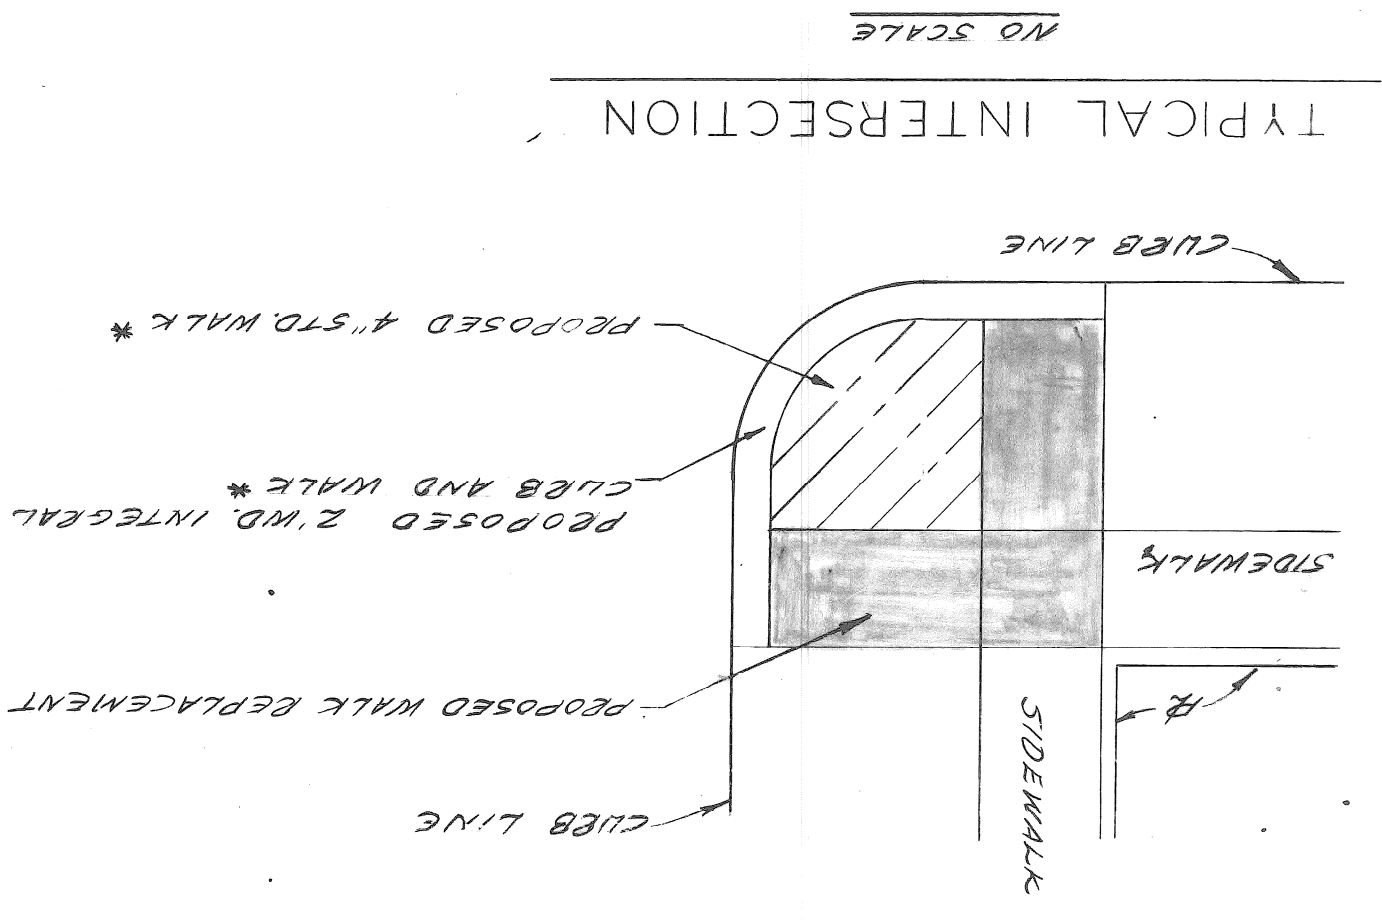 CURB LINE
SIDEWALK
PROPOSED WALK REPLACEMENT
℞
SIDEWALK
PROPOSED 2'WD. INTEGRAL
CURB AND WALK *
PROPOSED 4" STD. WALK *
CURB LINE
TYPICAL INTERSECTION
NO SCALE